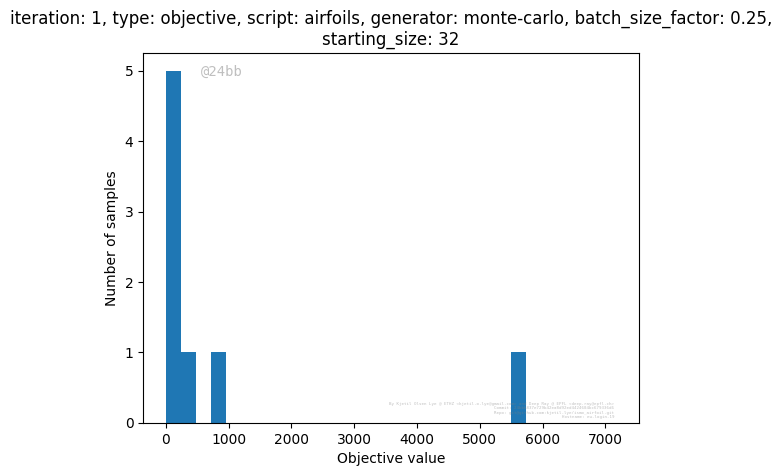 iteration: 1, type: objective, script: airfoils, generator: monte-carlo, batch_size_factor: 0.25,
starting_size: 32
@24bb
5
4
3
2
1
0
Number of samples
0 1000 2000 3000 4000 5000 6000 7000
Objective value